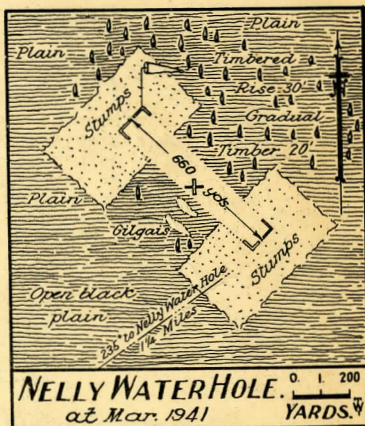 Plain
Plain
Timbered
Rise 30'
Gradual
Timber 20'
Stumps
660 yds
Plain
Gilgais
Stumps
Open black
plain
235° to Nelly Water Hole
1¼ Miles
NELLY WATER HOLE.
at Mar. 1941
0. 1. 200
YARDS.